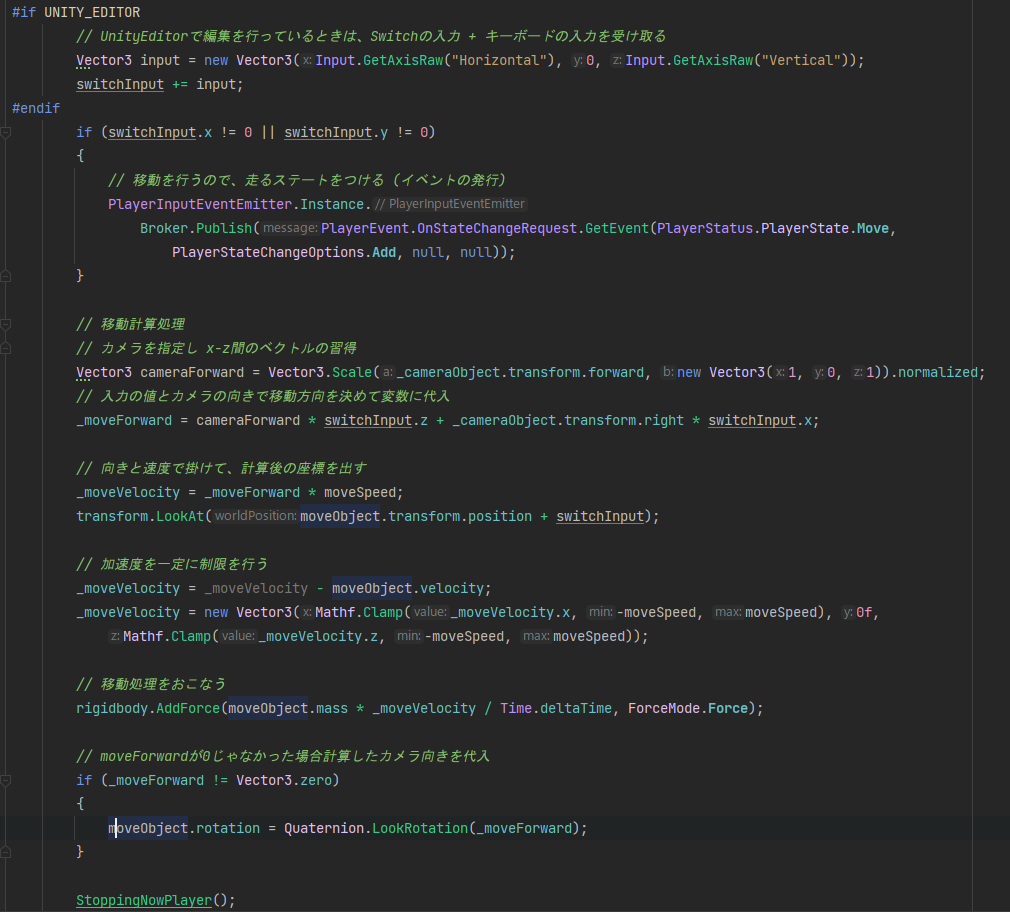 #if UNITY_EDITOR
// UnityEditorで編集を行っているときは、Switchの入力 + キーボードの入力を受け取る
Vector3 input = new Vector3(x:Input.GetAxisRaw("Horizontal"), y:0, z:Input.GetAxisRaw("Vertical"));
switchInput += input;
#endif
if (switchInput.x != 0 || switchInput.y != 0)
{
// 移動を行うので、走るステートをつける（イベントの発行）
PlayerInputEventEmitter.Instance. // PlayerInputEventEmitter
Broker.Publish(message:PlayerEvent.OnStateChangeRequest.GetEvent(PlayerStatus.PlayerState.Move,
PlayerStateChangeOptions.Add, null, null));
}
// 移動計算処理
// カメラを指定し x-z間のベクトルの習得
Vector3 cameraForward = Vector3.Scale(a:_cameraObject.transform.forward, b:new Vector3(x:1, y:0, z:1)).normalized;
// 入力の値とカメラの向きで移動方向を決めて変数に代入
_moveForward = cameraForward * switchInput.z + _cameraObject.transform.right * switchInput.x;
// 向きと速度で掛けて、計算後の座標を出す
_moveVelocity = _moveForward * moveSpeed;
transform.LookAt(worldPosition:moveObject.transform.position + switchInput);
// 加速度を一定に制限を行う
_moveVelocity = _moveVelocity - moveObject.velocity;
_moveVelocity = new Vector3(x:Mathf.Clamp(value:_moveVelocity.x, min:-moveSpeed, max:moveSpeed), y:0f,
z:Mathf.Clamp(value:_moveVelocity.z, min:-moveSpeed, max:moveSpeed));
// 移動処理をおこなう
rigidbody.AddForce(moveObject.mass * _moveVelocity / Time.deltaTime, ForceMode.Force);
// moveForwardが0じゃなかった場合計算したカメラ向きを代入
if (_moveForward != Vector3.zero)
{
moveObject.rotation = Quaternion.LookRotation(_moveForward);
}
StoppingNowPlayer();